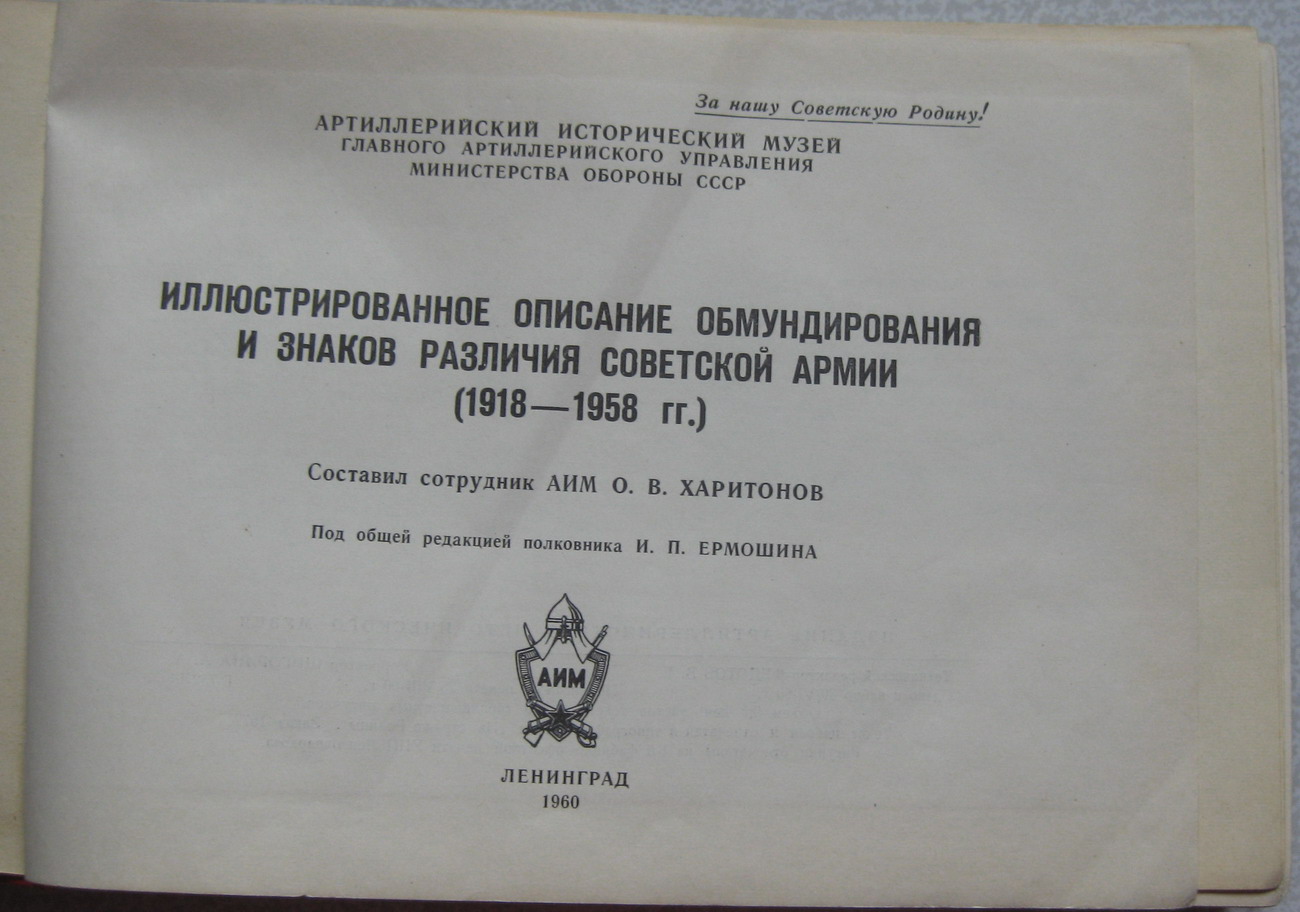 За нашу Советскую Родину!
АРТИЛЛЕРИЙСКИЙ ИСТОРИЧЕСКИЙ МУЗЕЙ
ГЛАВНОГО АРТИЛЛЕРИЙСКОГО УПРАВЛЕНИЯ
МИНИСТЕРСТВА ОБОРОНЫ СССР
ИЛЛЮСТРИРОВАННОЕ ОПИСАНИЕ ОБМУНДИРОВАНИЯ
И ЗНАКОВ РАЗЛИЧИЯ СОВЕТСКОЙ АРМИИ
(1918—1958 гг.)
Составил сотрудник АИМ О. В. ХАРИТОНОВ
Под общей редакцией полковника И. П. ЕРМОШИНА
АИМ
ЛЕНИНГРАД
1960